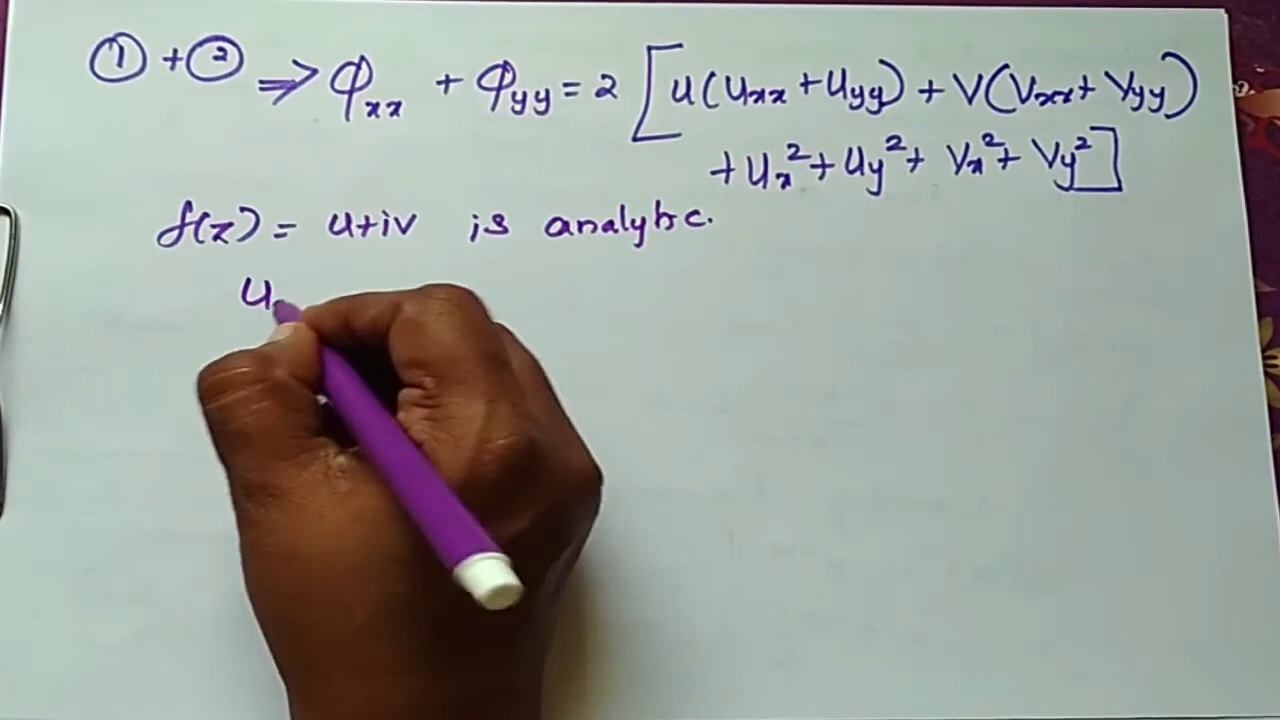 ① + ② ⇒ φxx + φyy = 2 [u(uxx + uyy) + v(vxx + vyy)
+ ux² + uy² + vx² + vy²]
f(z) = u+iv is analytic.
u